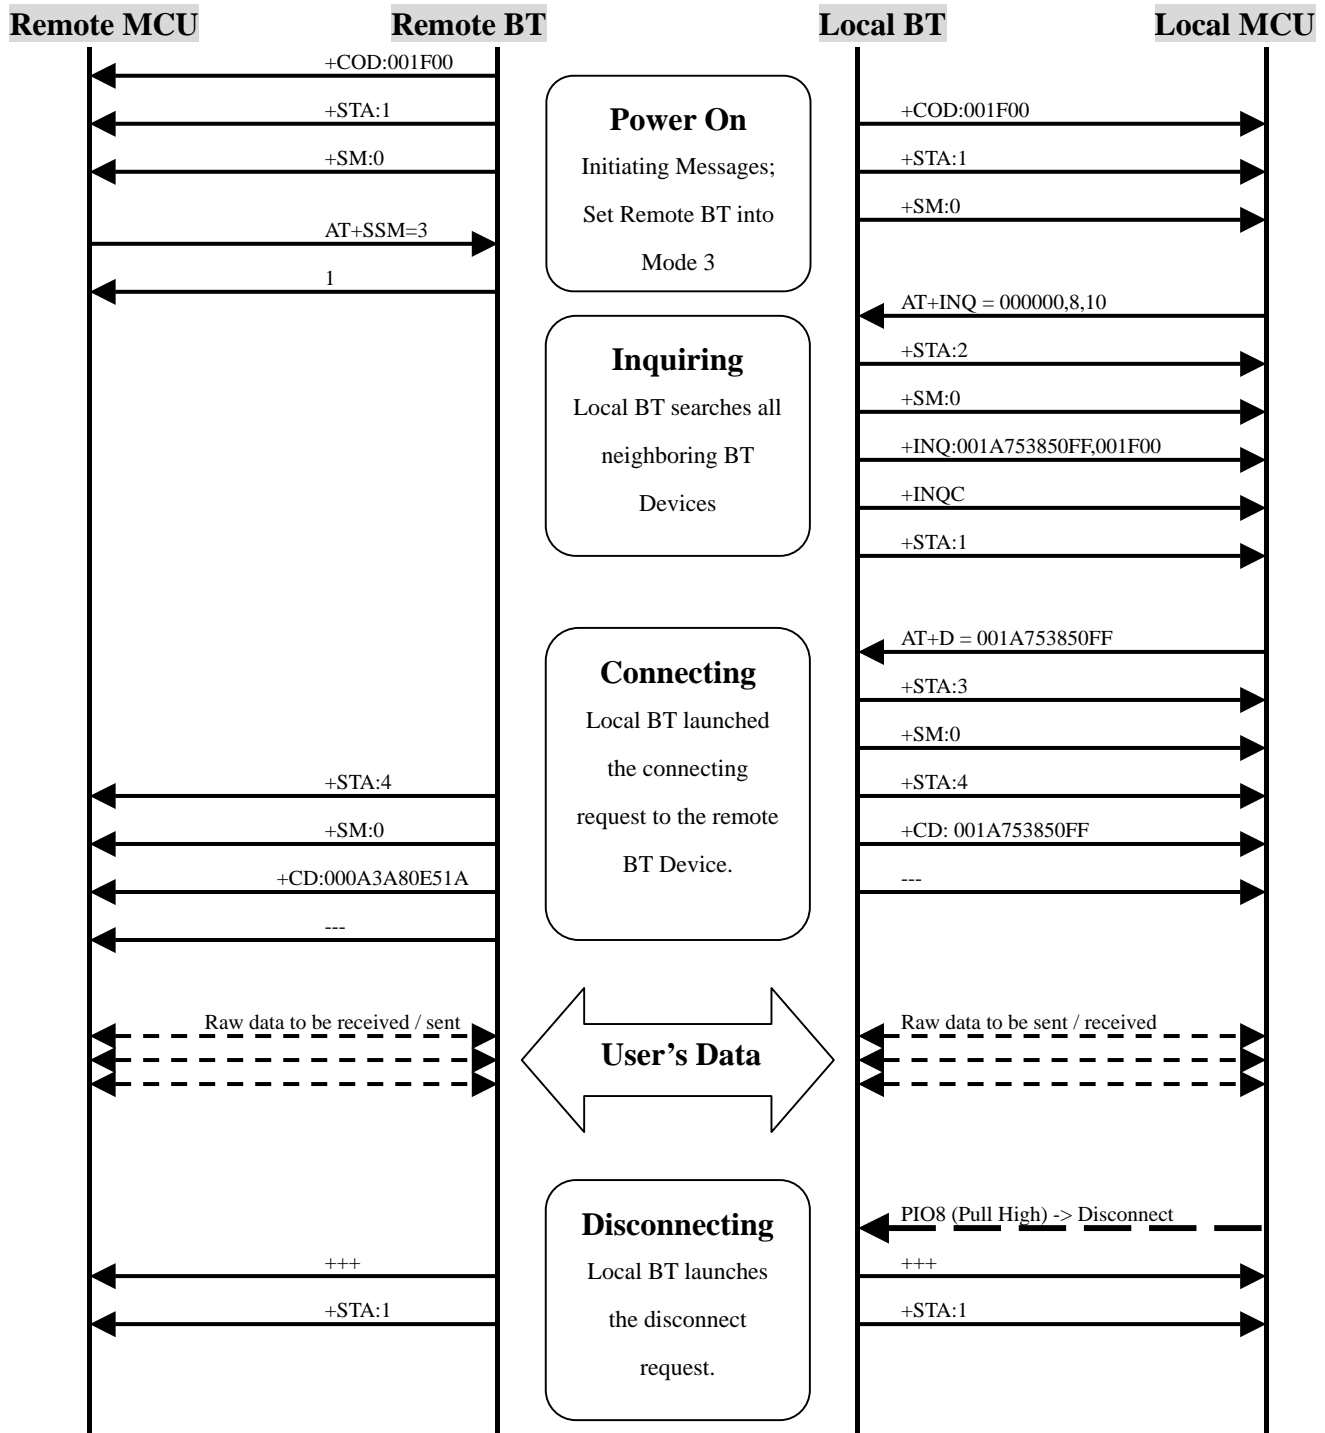 Remote MCU
Remote BT
Local BT
Local MCU
+COD:001F00
+STA:1
+SM:0
AT+SSM=3
1
Power On
Initiating Messages;
Set Remote BT into
Mode 3
+COD:001F00
+STA:1
+SM:0
AT+INQ = 000000,8,10
Inquiring
Local BT searches all
neighboring BT
Devices
+STA:2
+SM:0
+INQ:001A753850FF,001F00
+INQC
+STA:1
Connecting
Local BT launched
the connecting
request to the remote
BT Device.
AT+D = 001A753850FF
+STA:3
+SM:0
+STA:4
+CD: 001A753850FF
---
+STA:4
+SM:0
+CD:000A3A80E51A
---
Raw data to be received / sent
User’s Data
Raw data to be sent / received
Disconnecting
Local BT launches
the disconnect
request.
PIO8 (Pull High) -> Disconnect
+++
+STA:1
+++
+STA:1